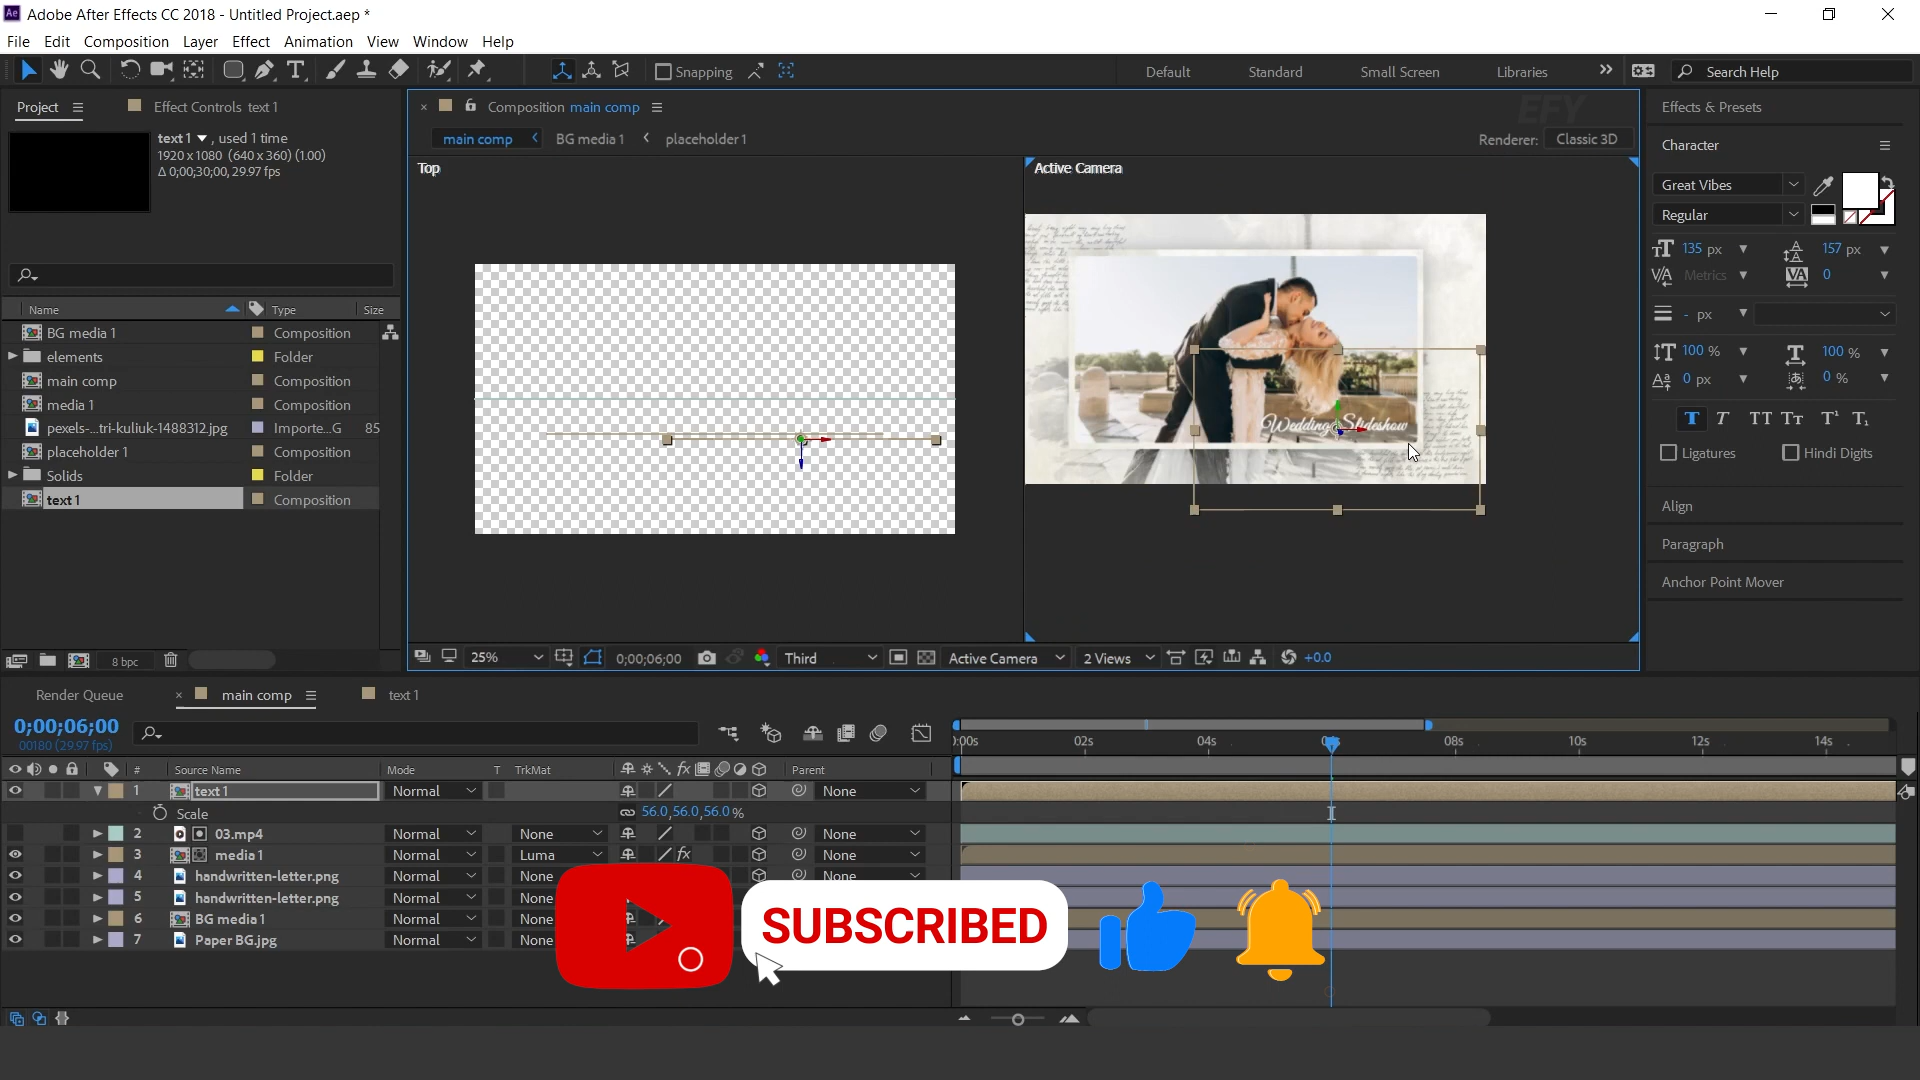 Adobe After Effects CC 2018 - Untitled Project.aep *
File Edit Composition Layer Effect Animation View Window Help
Snapping Default Standard Small Screen Libraries Search Help
Project Effect Controls text 1
text 1 , used 1 time
1920 x 1080 (640 x 360) (1.00)
Δ 0;00;30;00, 29.97 fps
Name Type Size
BG media 1 Composition
elements Folder
main comp Composition
media 1 Composition
pexels-...tri-kuliuk-1488312.jpg Importe...G 85
placeholder 1 Composition
Solids Folder
text 1 Composition
8 bpc
Composition main comp
main comp BG media 1 placeholder 1
Renderer: Classic 3D
EFY
Top
Active Camera
Wedding Slideshow
25% 0;00;06;00 Third Active Camera 2 Views +0.0
Effects & Presets
Character
Great Vibes
Regular
135 px 157 px
Metrics 0
- px
100 % 100 %
0 px 0 %
T T TT Tr T¹ T₁
Ligatures Hindi Digits
Align
Paragraph
Anchor Point Mover
Render Queue main comp text 1
0;00;06;00
00180 (29.97 fps)
# Source Name Mode T TrkMat Parent
1 text 1 Normal None
Scale 56.0,56.0,56.0 %
2 03.mp4 Normal None None
3 media 1 Normal Luma None
4 handwritten-letter.png Normal None None
5 handwritten-letter.png Normal None
6 BG media 1 Normal None
7 Paper BG.jpg Normal None
02s 04s 08s 10s 12s 14s
SUBSCRIBED